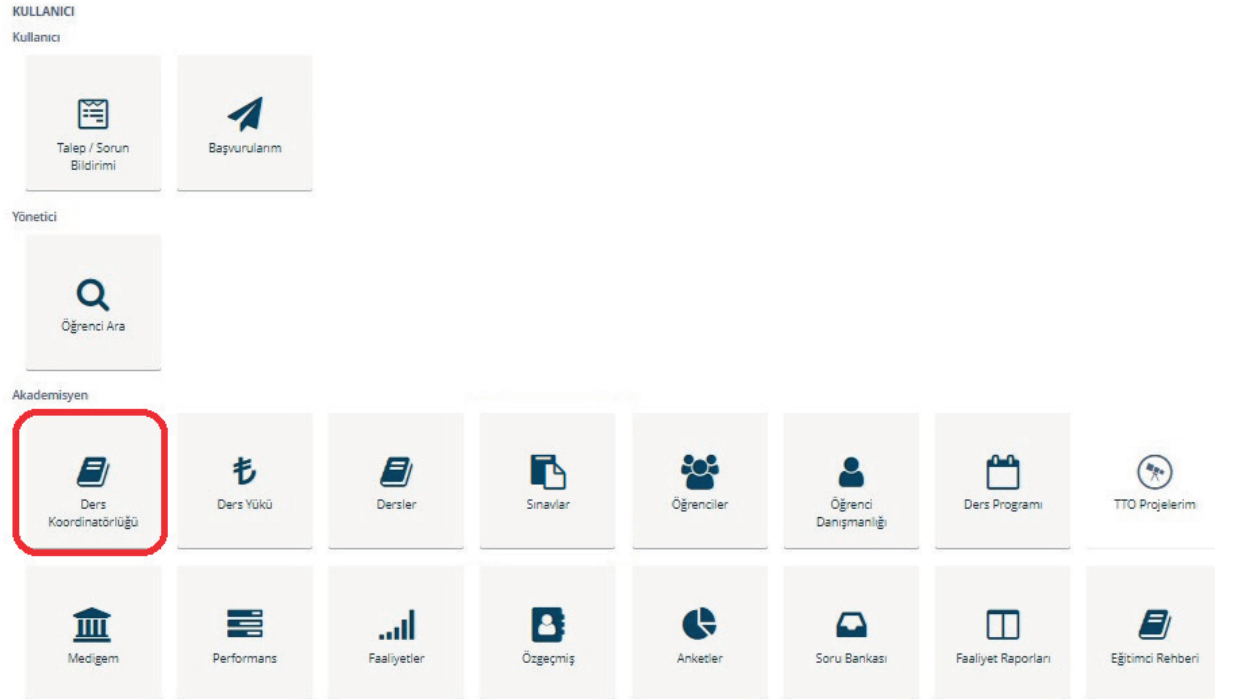 KULLANICI
Kullanıcı
Talep / Sorun
Bildirimi
Başvurularım
Yönetici
Öğrenci Ara
Akademisyen
Ders
Koordinatörlüğü
Ders Yükü
Dersler
Sınavlar
Öğrenciler
Öğrenci
Danışmanlığı
Ders Programı
TTO Projelerim
Medigem
Performans
Faaliyetler
Özgeçmiş
Anketler
Soru Bankası
Faaliyet Raporları
Eğitimci Rehberi